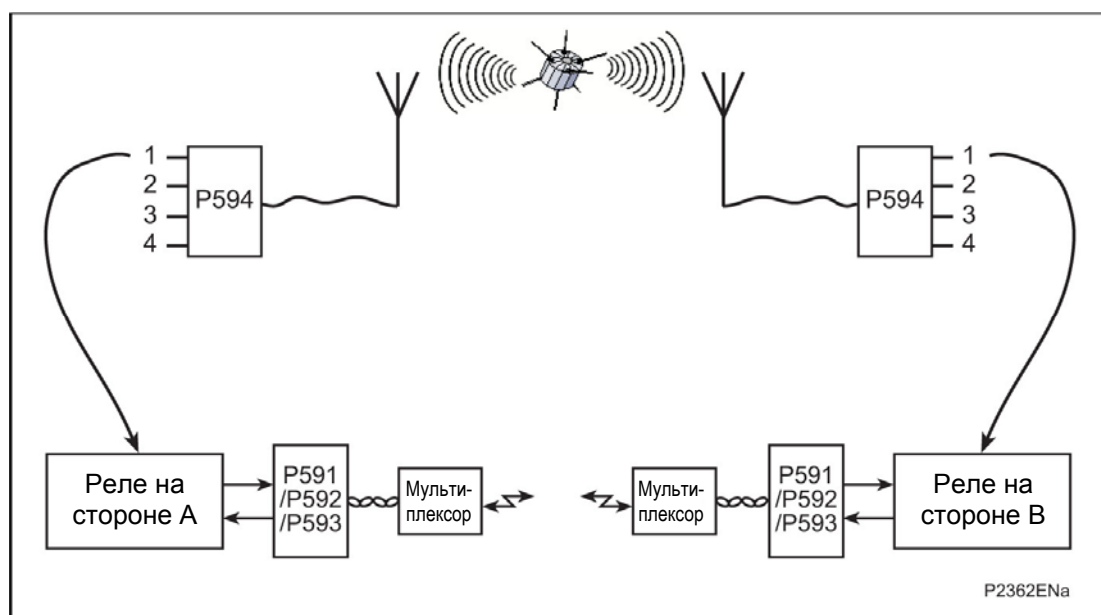 1
2
3
4
P594
P594
1
2
3
4
Реле на
стороне А
P591
/P592
/P593
Мульти-
плексор
Мульти-
плексор
P591
/P592
/P593
Реле на
стороне В
P2362ENa